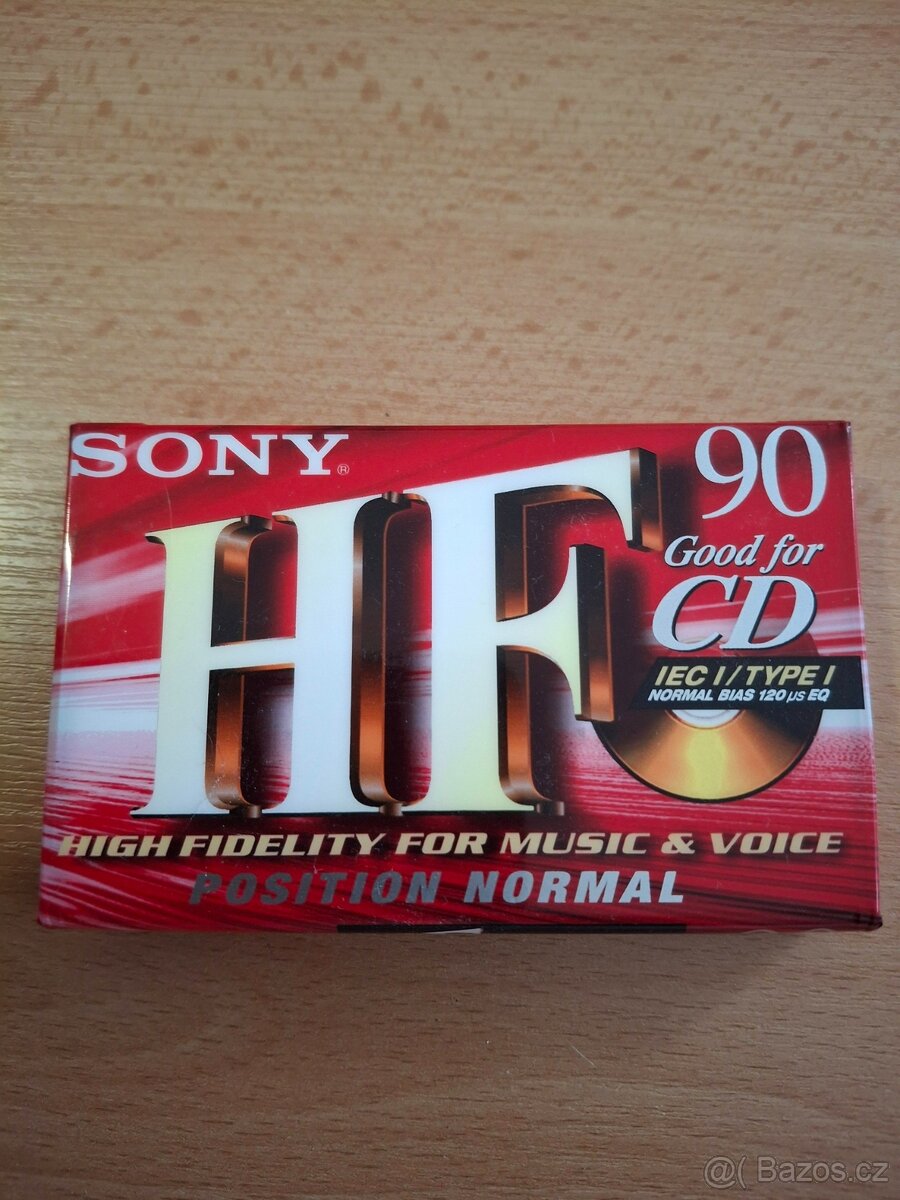 SONY®
90
HF
Good for
CD
IEC I / TYPE I
NORMAL BIAS 120 µs EQ
HIGH FIDELITY FOR MUSIC & VOICE
POSITION NORMAL
@( Bazos.cz